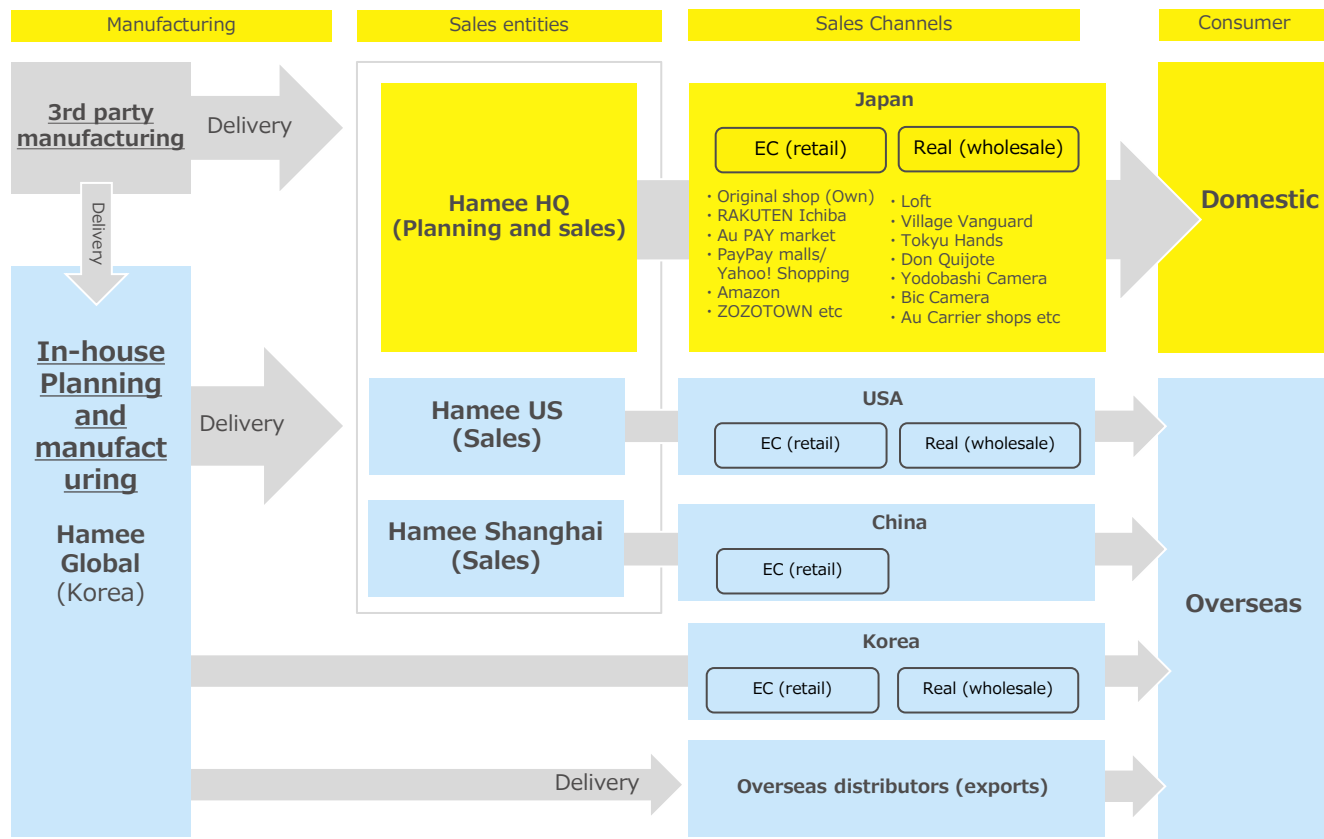 Manufacturing
Sales entities
Sales Channels
Consumer
3rd party
manufacturing
Delivery
Delivery
In-house
Planning
and
manufact
uring
Hamee
Global
(Korea)
Delivery
Hamee HQ
(Planning and sales)
Hamee US
(Sales)
Hamee Shanghai
(Sales)
Japan
EC (retail)
Real (wholesale)
・Original shop (Own)
・RAKUTEN Ichiba
・Au PAY market
・PayPay malls/
Yahoo! Shopping
・Amazon
・ZOZOTOWN etc
・Loft
・Village Vanguard
・Tokyu Hands
・Don Quijote
・Yodobashi Camera
・Bic Camera
・Au Carrier shops etc
USA
EC (retail)
Real (wholesale)
China
EC (retail)
Korea
EC (retail)
Real (wholesale)
Delivery
Overseas distributors (exports)
Domestic
Overseas